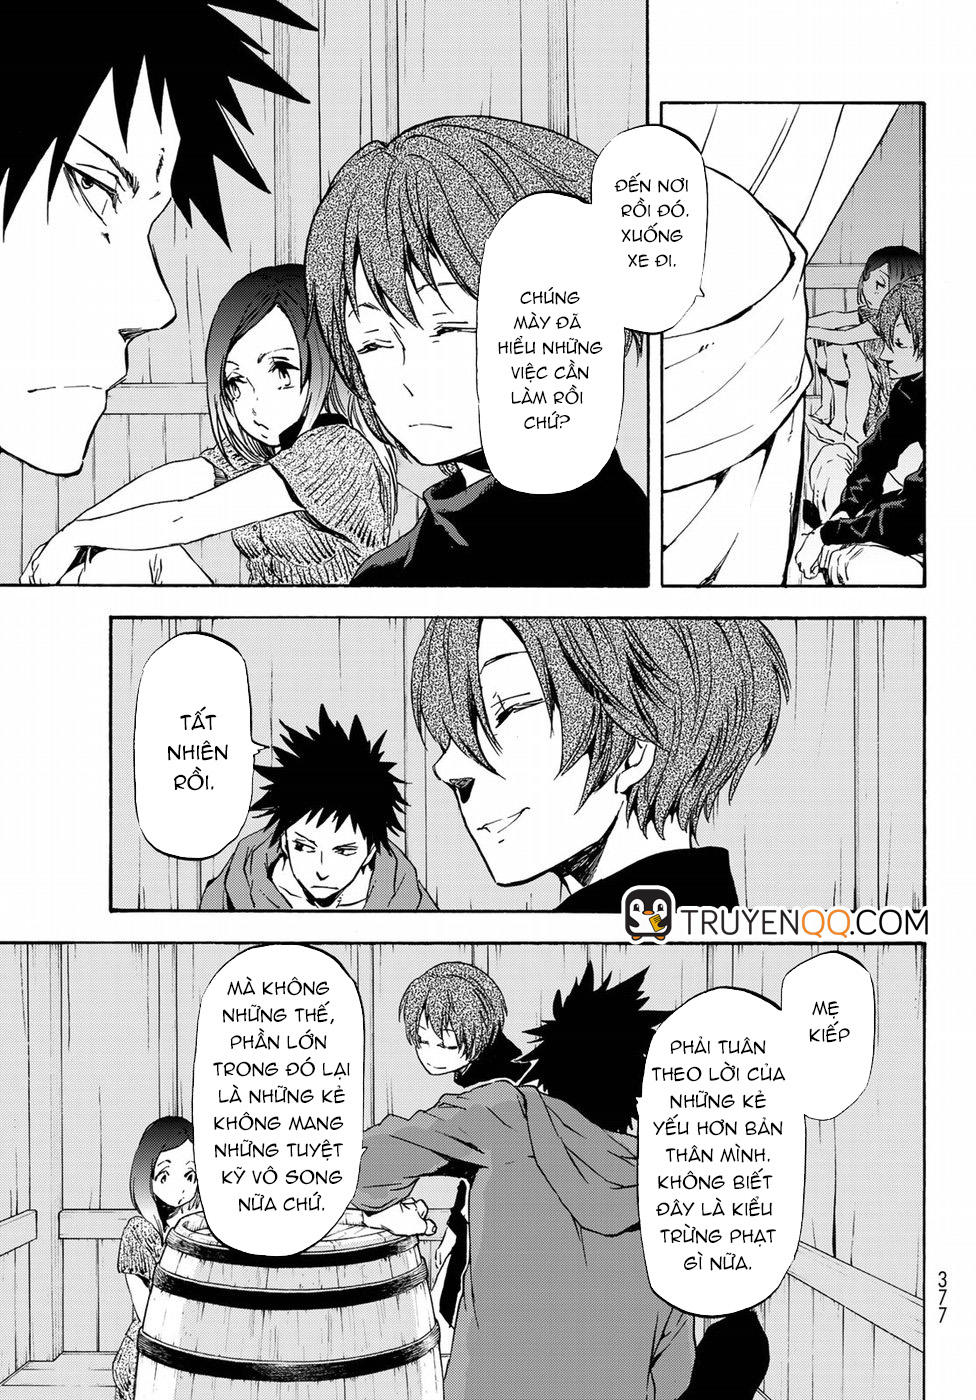 ĐẾN NƠI
RỒI ĐÓ.
XUỐNG
XE ĐI.
CHÚNG
MÀY ĐÃ
HIỂU NHỮNG
VIỆC CẦN
LÀM RỒI
CHỨ?
TẤT
NHIÊN
RỒI.
TRUYENQQ.COM
MẸ
KIẾP
PHẢI TUÂN
THEO LỜI CỦA
NHỮNG KẺ
YẾU HƠN BẢN
THÂN MÌNH.
KHÔNG BIẾT
ĐÂY LÀ KIỂU
TRỪNG PHẠT
GÌ NỮA.
MÀ KHÔNG
NHỮNG THẾ,
PHẦN LỚN
TRONG ĐÓ LẠI
LÀ NHỮNG KẺ
KHÔNG MANG
NHỮNG TUYỆT
KỸ VÔ SONG
NỮA CHỨ.
377